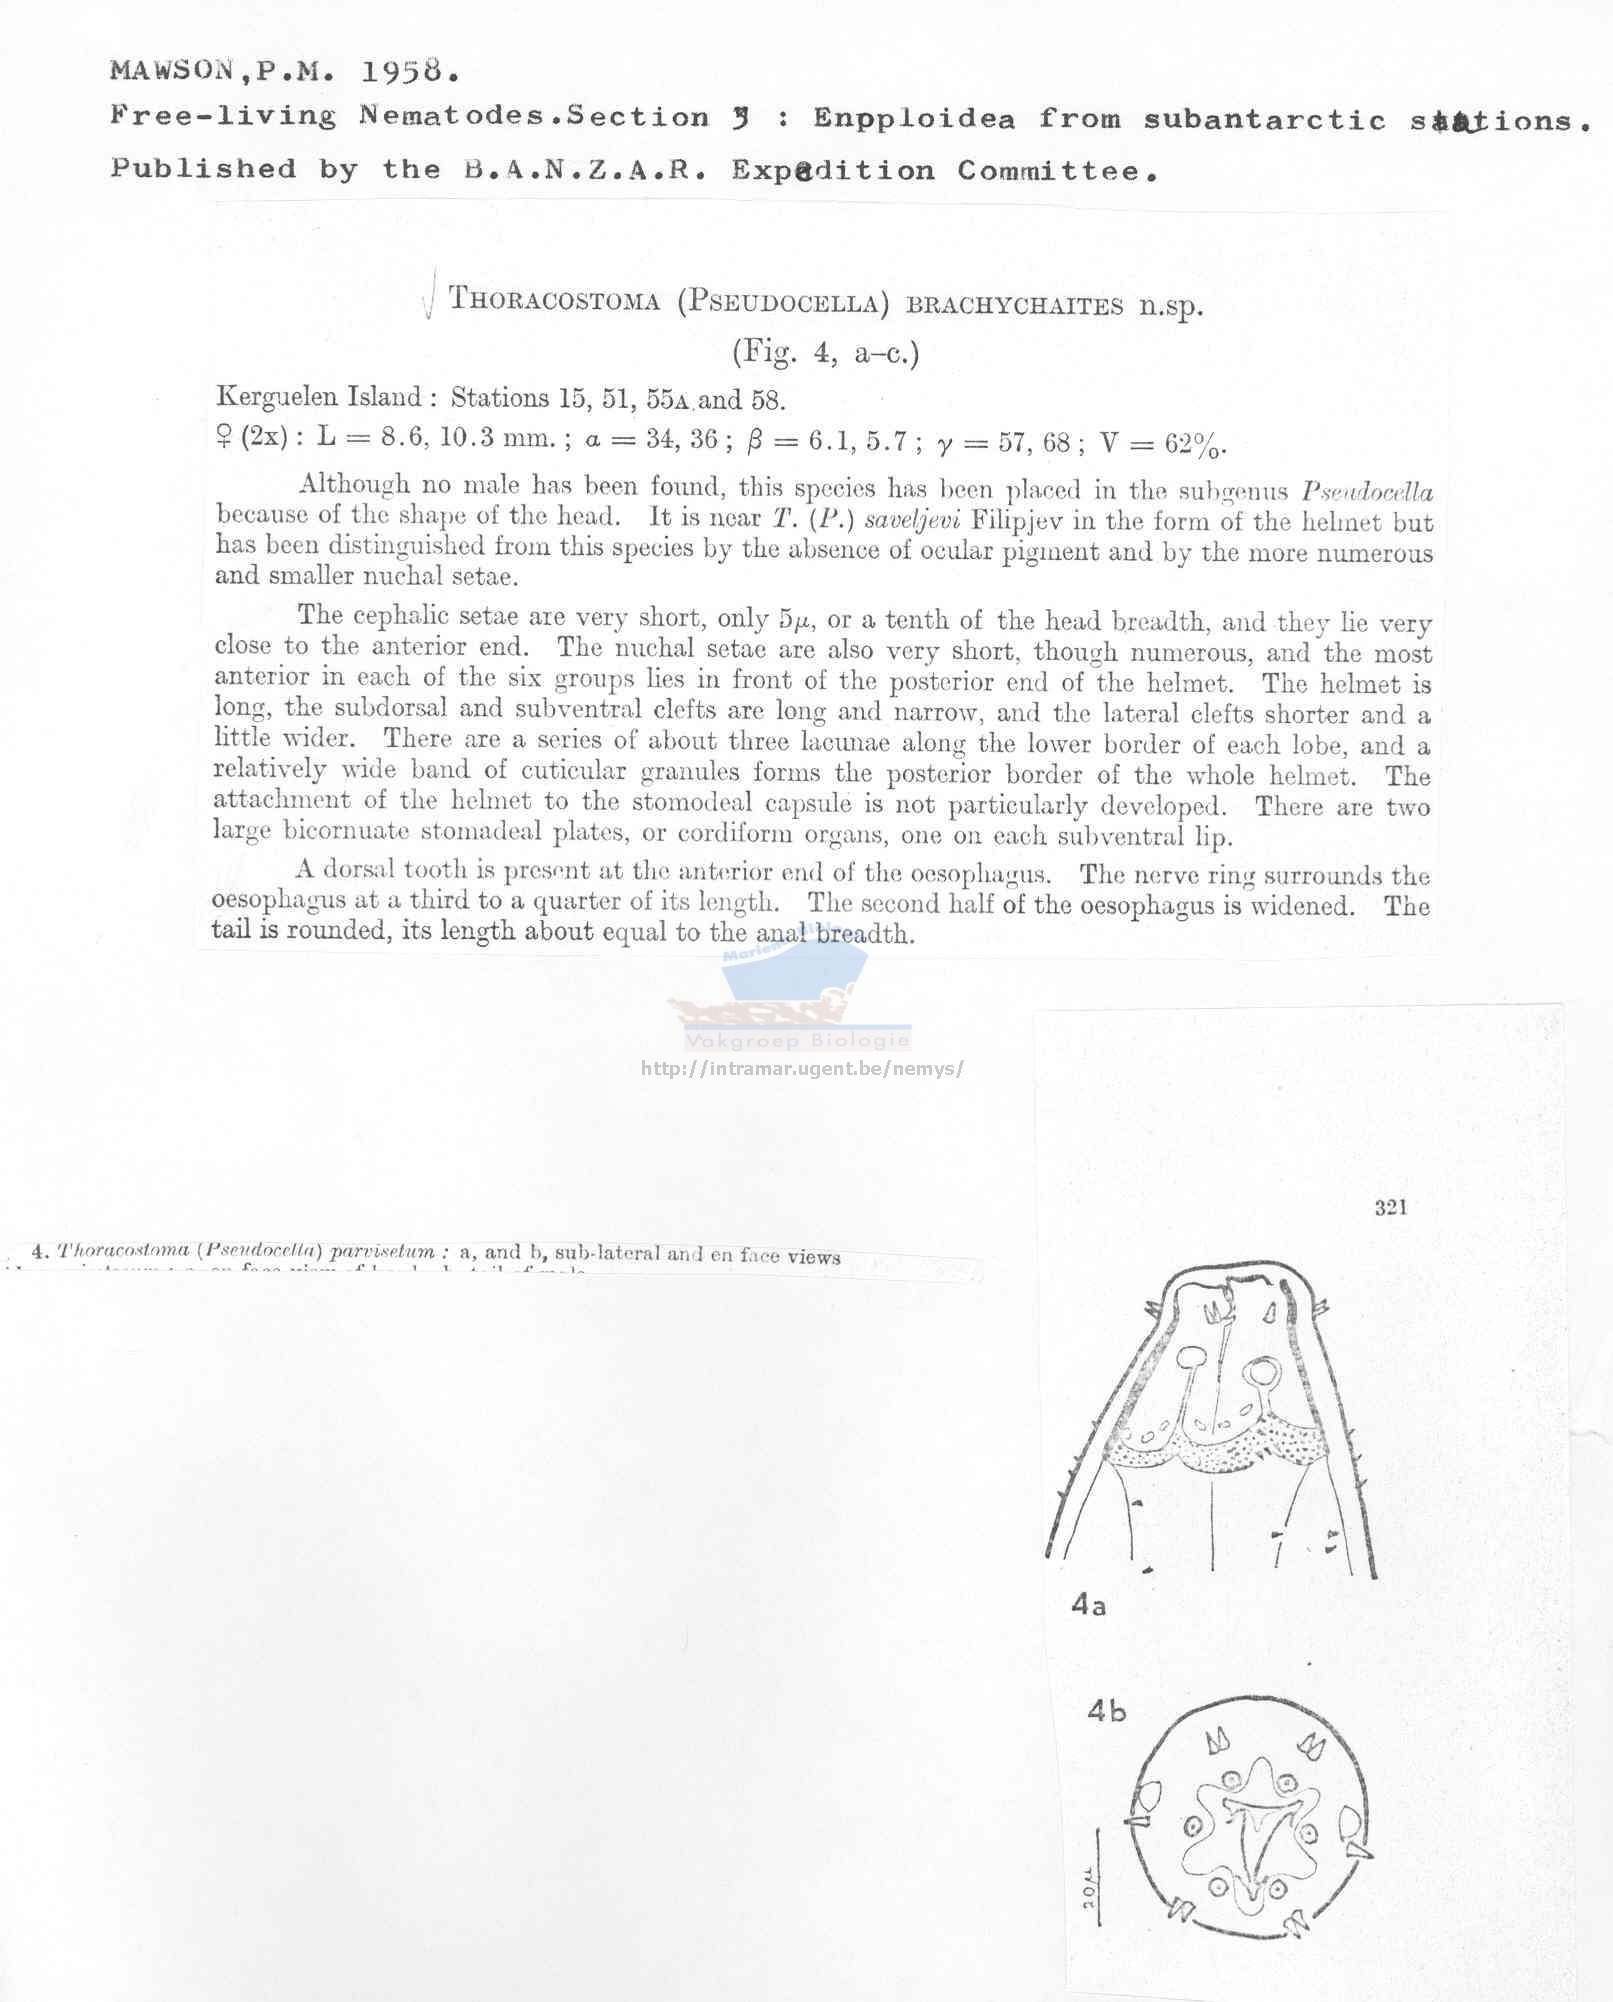 MAWSON,P.M. 1958.
Free-living Nematodes.Section 3 : Enpploidea from subantarctic staations.
Published by the B.A.N.Z.A.R. Expedition Committee.
THORACOSTOMA (PSEUDOCELLA) BRACHYCHAITES n.sp.
(Fig. 4, a–c.)
Kerguelen Island : Stations 15, 51, 55A and 58.
♀ (2x) : L = 8.6, 10.3 mm. ; α = 34, 36 ; β = 6.1, 5.7 ; γ = 57, 68 ; V = 62%.
Although no male has been found, this species has been placed in the subgenus Pseudocella
because of the shape of the head. It is near T. (P.) saveljevi Filipjev in the form of the helmet but
has been distinguished from this species by the absence of ocular pigment and by the more numerous
and smaller nuchal setae.
The cephalic setae are very short, only 5μ, or a tenth of the head breadth, and they lie very
close to the anterior end. The nuchal setae are also very short, though numerous, and the most
anterior in each of the six groups lies in front of the posterior end of the helmet. The helmet is
long, the subdorsal and subventral clefts are long and narrow, and the lateral clefts shorter and a
little wider. There are a series of about three lacunae along the lower border of each lobe, and a
relatively wide band of cuticular granules forms the posterior border of the whole helmet. The
attachment of the helmet to the stomodeal capsule is not particularly developed. There are two
large bicornuate stomadeal plates, or cordiform organs, one on each subventral lip.
A dorsal tooth is present at the anterior end of the oesophagus. The nerve ring surrounds the
oesophagus at a third to a quarter of its length. The second half of the oesophagus is widened. The
tail is rounded, its length about equal to the anal breadth.
Mariene Biologie
Vakgroep Biologie
http://intramar.ugent.be/nemys/
321
4. Thoracostoma (Pseudocella) parvisetum : a, and b, sub-lateral and en face views
4a
4b
20μ